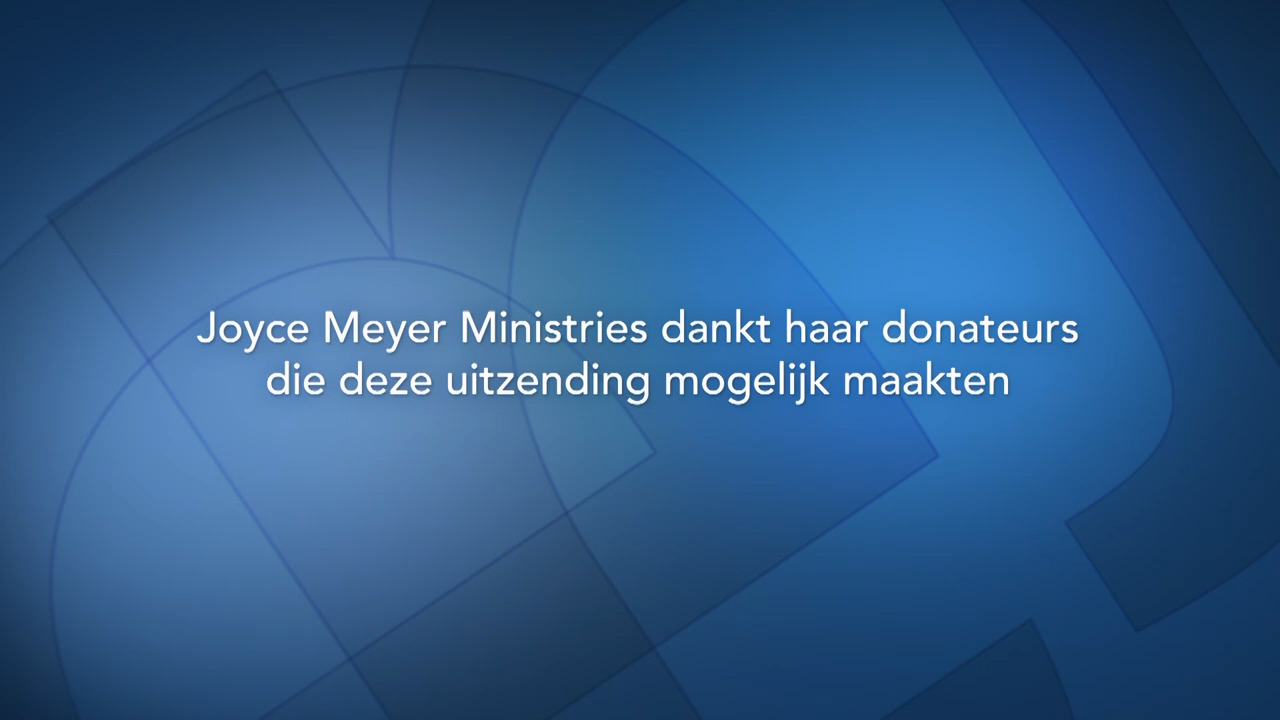 Joyce Meyer Ministries dankt haar donateurs
die deze uitzending mogelijk maakten